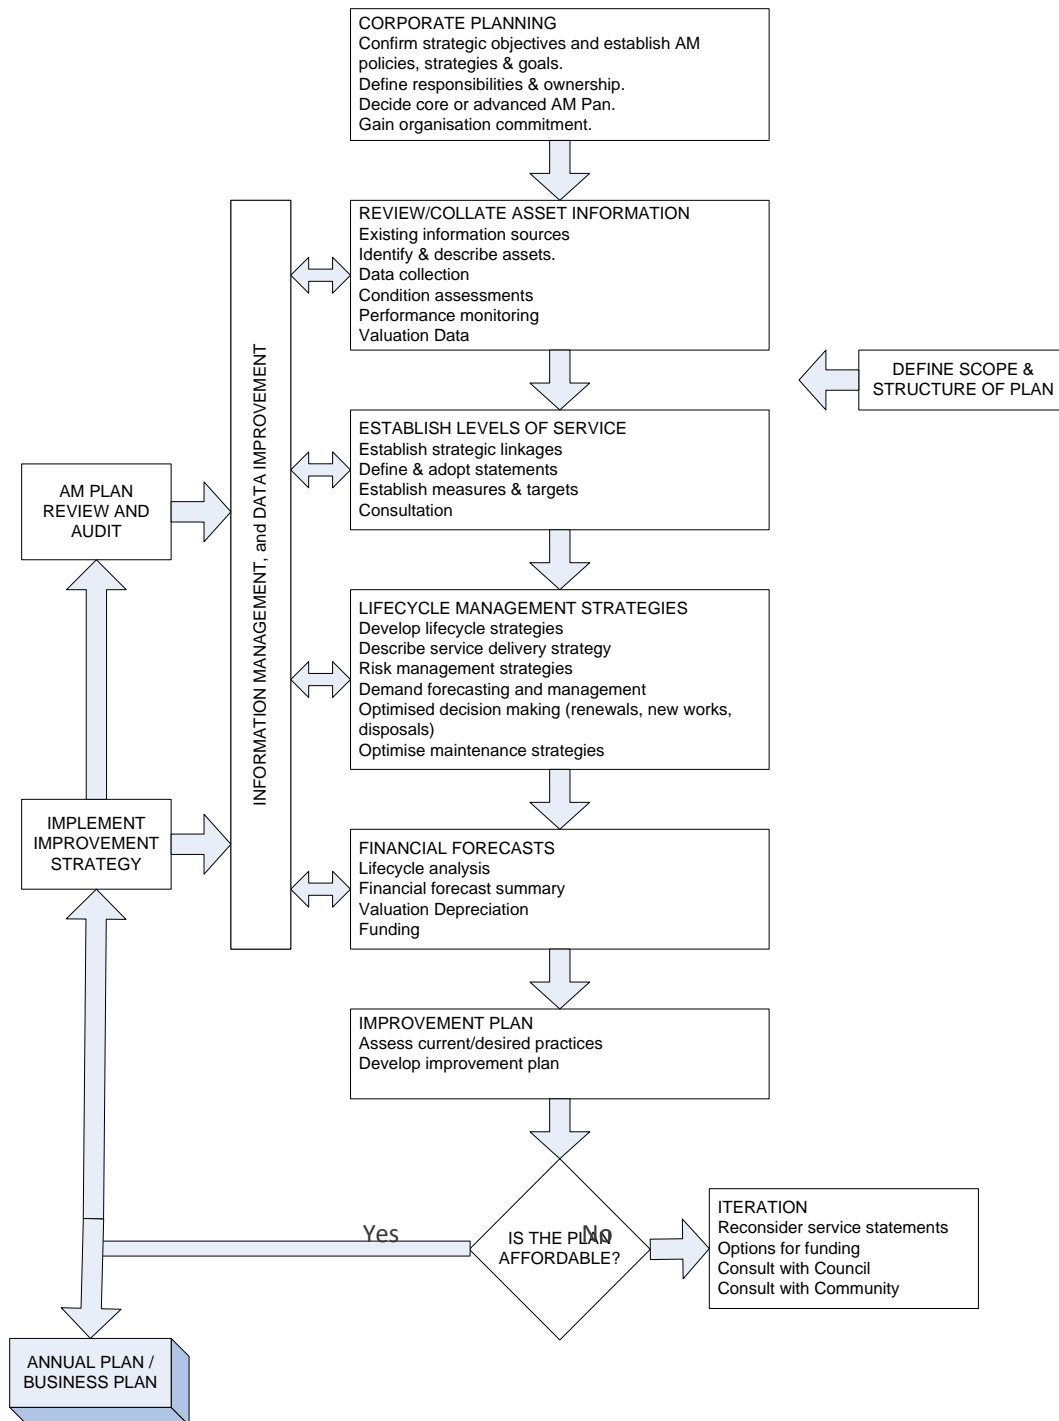 CORPORATE PLANNING
Confirm strategic objectives and establish AM
policies, strategies & goals.
Define responsibilities & ownership.
Decide core or advanced AM Pan.
Gain organisation commitment.
REVIEW/COLLATE ASSET INFORMATION
Existing information sources
Identify & describe assets.
Data collection
Condition assessments
Performance monitoring
Valuation Data
DEFINE SCOPE &
STRUCTURE OF PLAN
INFORMATION MANAGEMENT, and DATA IMPROVEMENT
ESTABLISH LEVELS OF SERVICE
Establish strategic linkages
Define & adopt statements
Establish measures & targets
Consultation
AM PLAN
REVIEW AND
AUDIT
LIFECYCLE MANAGEMENT STRATEGIES
Develop lifecycle strategies
Describe service delivery strategy
Risk management strategies
Demand forecasting and management
Optimised decision making (renewals, new works,
disposals)
Optimise maintenance strategies
IMPLEMENT
IMPROVEMENT
STRATEGY
FINANCIAL FORECASTS
Lifecycle analysis
Financial forecast summary
Valuation Depreciation
Funding
IMPROVEMENT PLAN
Assess current/desired practices
Develop improvement plan
IS THE PLAN
AFFORDABLE?
Yes
No
ITERATION
Reconsider service statements
Options for funding
Consult with Council
Consult with Community
ANNUAL PLAN /
BUSINESS PLAN